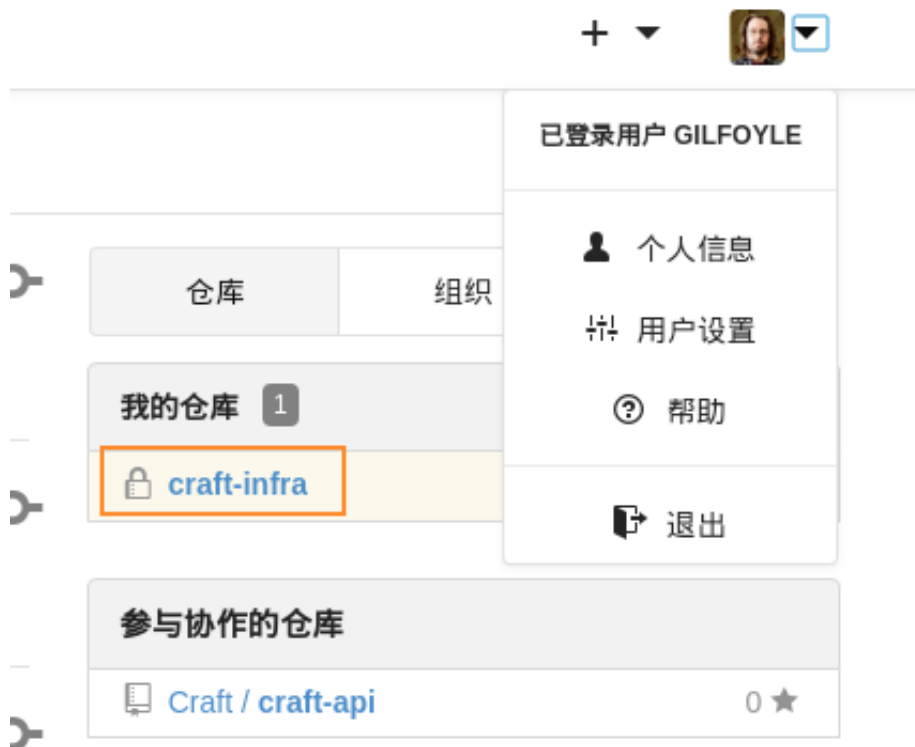 已登录用户 GILFOYLE
个人信息
用户设置
帮助
退出
仓库
组织
我的仓库 1
craft-infra
参与协作的仓库
Craft / craft-api 0